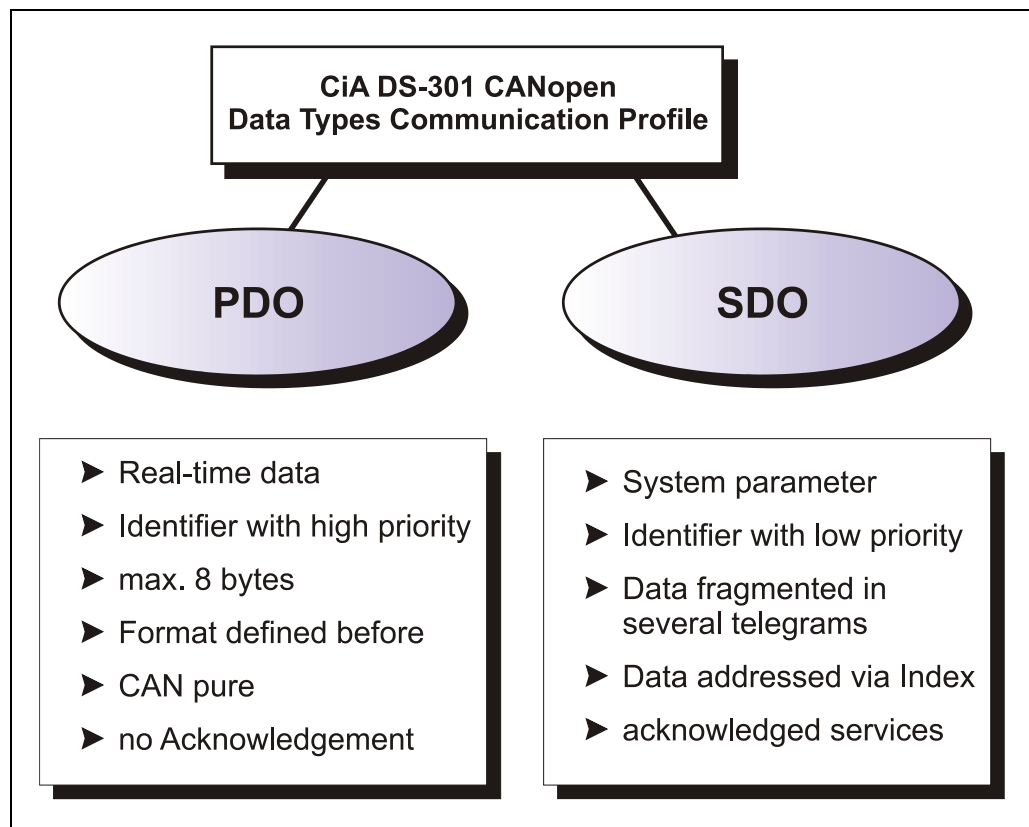 CiA DS-301 CANopen
Data Types Communication Profile
PDO
SDO
➤ Real-time data
➤ Identifier with high priority
➤ max. 8 bytes
➤ Format defined before
➤ CAN pure
➤ no Acknowledgement
➤ System parameter
➤ Identifier with low priority
➤ Data fragmented in
several telegrams
➤ Data addressed via Index
➤ acknowledged services